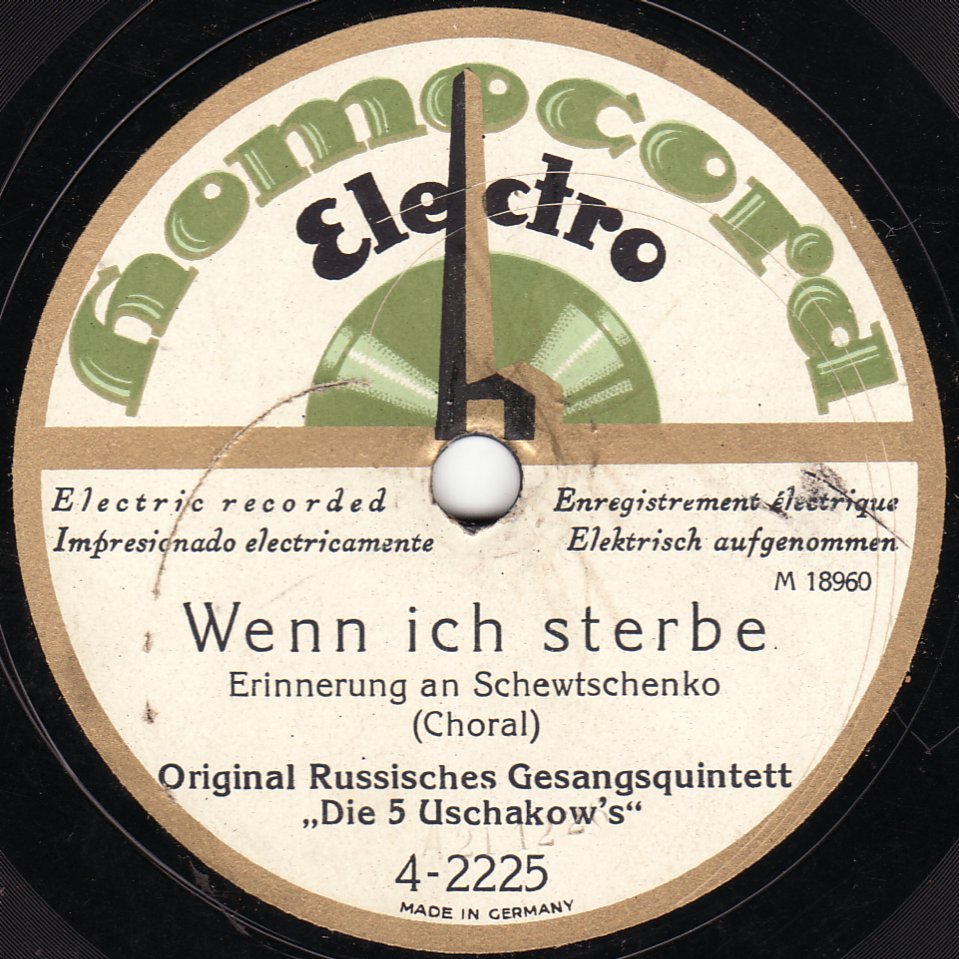 homocord
Electro
h
Electric recorded
Enregistrement électrique
Impresionado electricamente
Elektrisch aufgenommen
M 18960
Wenn ich sterbe
Erinnerung an Schewtschenko
(Choral)
Original Russisches Gesangsquintett
„Die 5 Uschakow's“
4-2225
MADE IN GERMANY